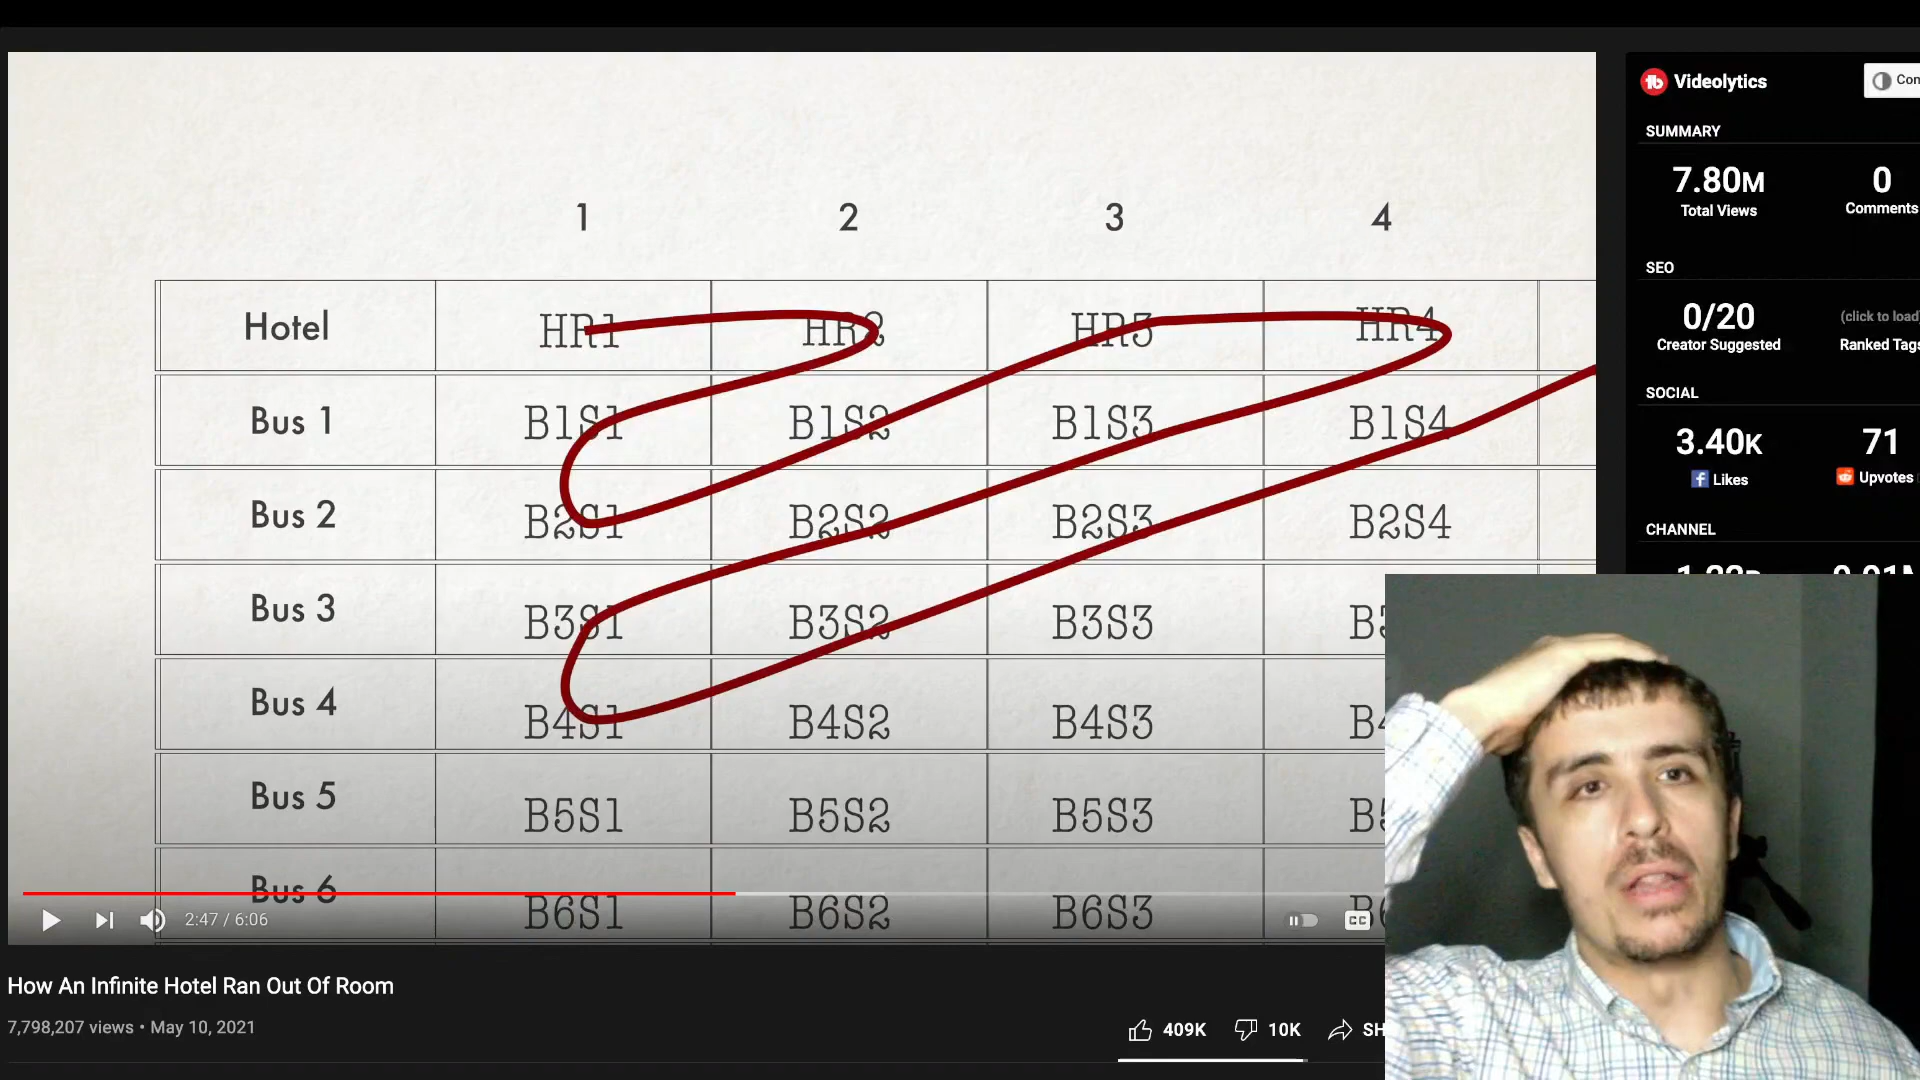 Videolytics
SUMMARY
7.80M
0
Total Views
Comments
SEO
0/20
(click to load
Creator Suggested
SOCIAL
3.40K
71
Likes
Upvotes
CHANNEL
1 2 3 4
Hotel HR1 HR2 HR3 HR4
Bus 1 B1S1 B1S2 B1S3 B1S4
Bus 2 B2S1 B2S2 B2S3 B2S4
Bus 3 B3S1 B3S2 B3S3
Bus 4 B4S1 B4S2 B4S3
Bus 5 B5S1 B5S2 B5S3
Bus 6 B6S1 B6S2 B6S3
2:47 / 6:06
CC
How An Infinite Hotel Ran Out Of Room
7,798,207 views • May 10, 2021
409K 10K